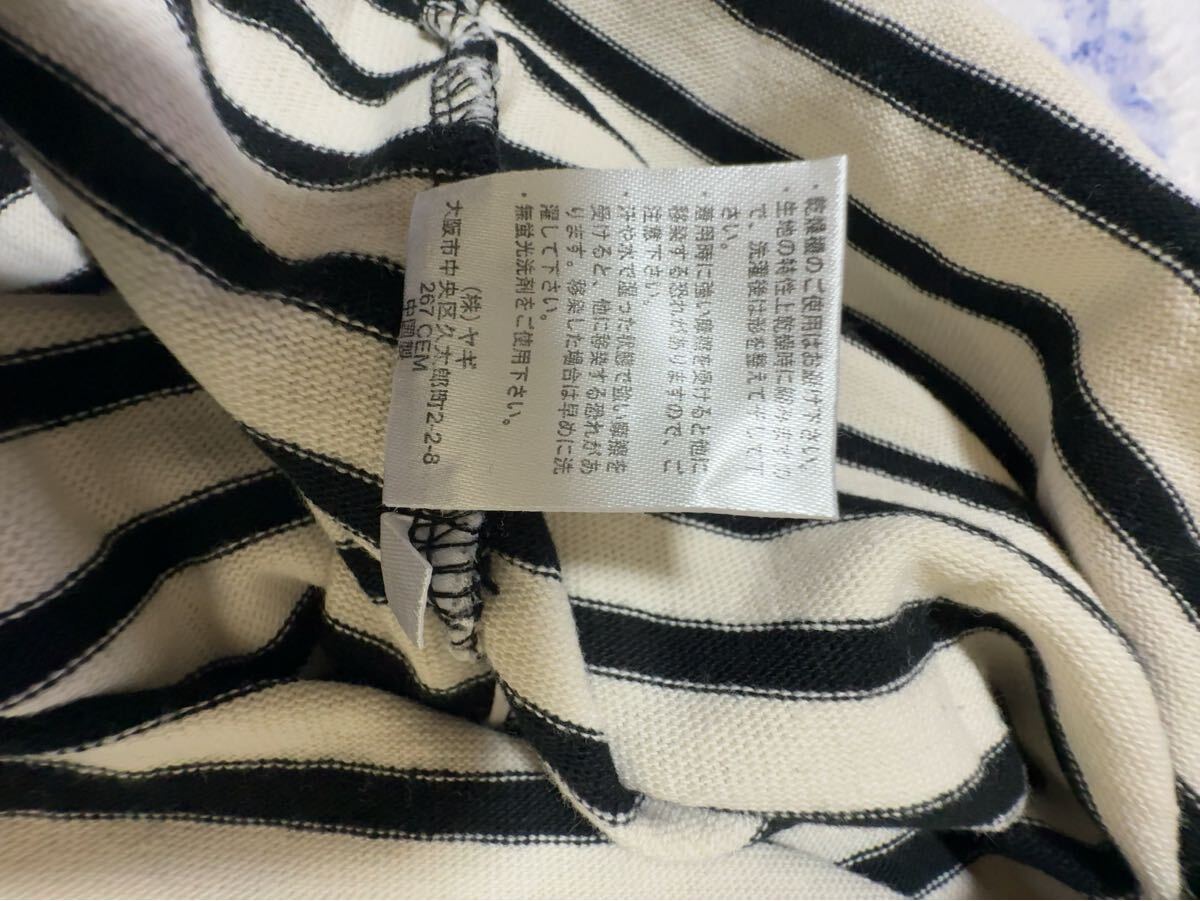 ・乾燥機のご使用はお避け下さい。
・生地の特性上乾燥時に縮みますの
で、洗濯後は形を整えて干して下
さい。
・着用時に強い摩擦を受けると他に
移染する恐れがありますので、ご
注意下さい。
・汗や水で湿った状態で強い摩擦を
受けると、他に移染する恐れがあ
ります。移染した場合は早めに洗
濯して下さい。
・無蛍光洗剤をご使用下さい。
(株)ヤギ
大阪市中央区久太郎町2-2-8
267 CEM
中国製